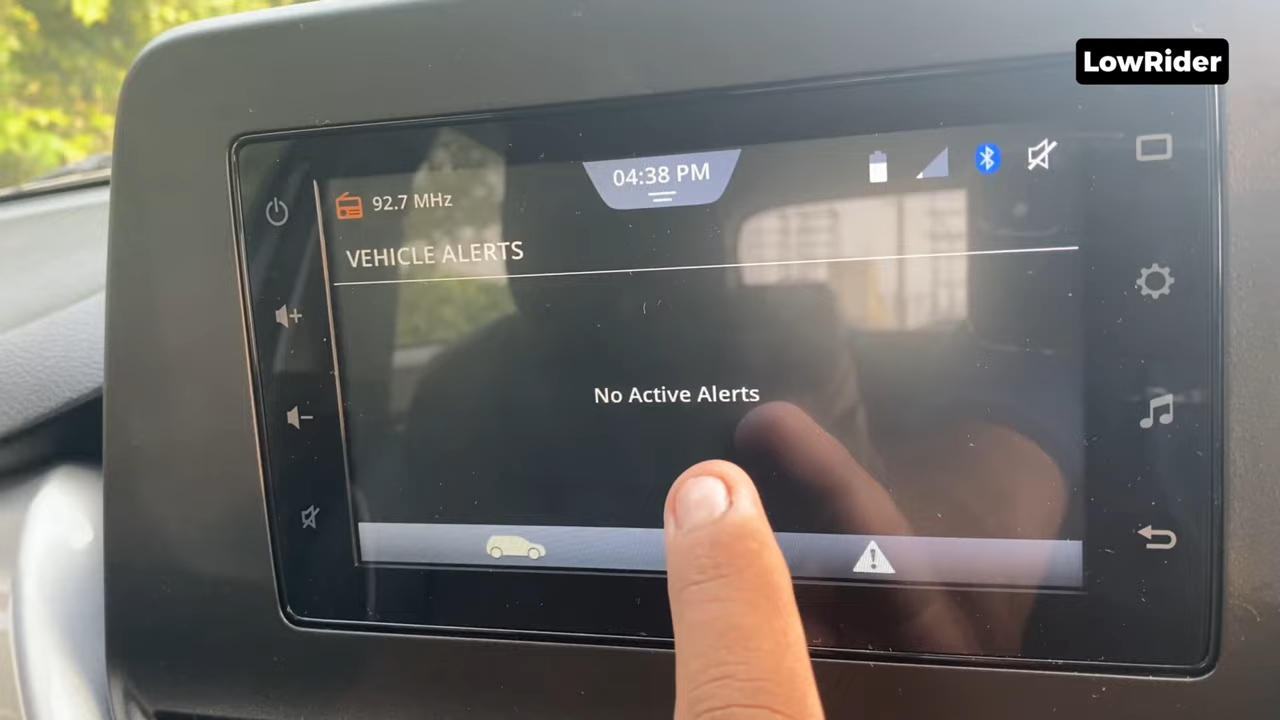 LowRider
04:38 PM
92.7 MHz
VEHICLE ALERTS
No Active Alerts